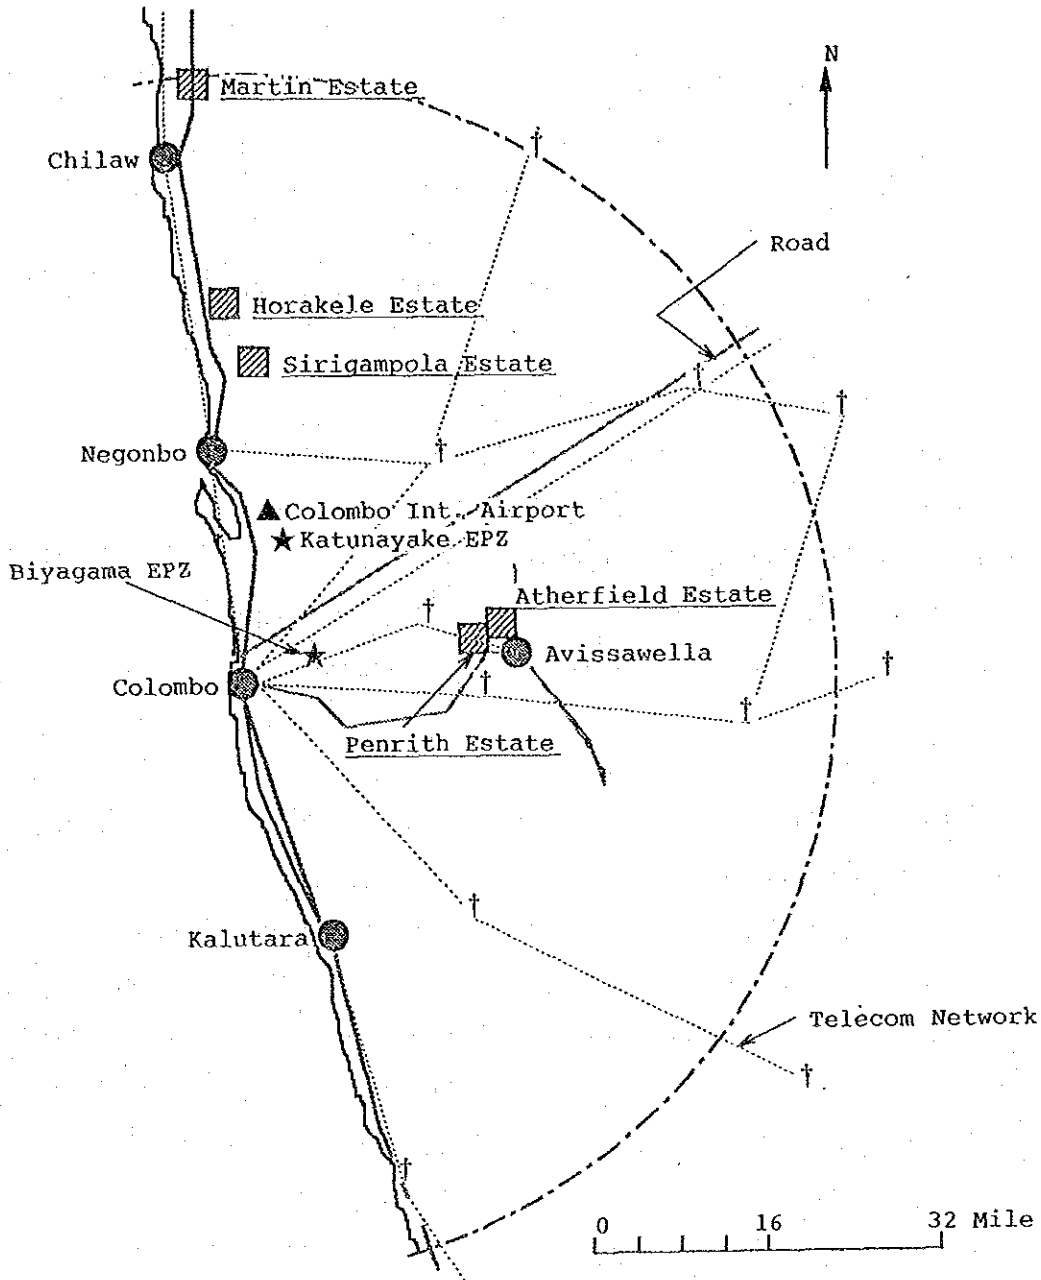 N
Martin Estate
Chilaw
Road
Horakele Estate
Sirigampola Estate
Negonbo
Colombo Int. Airport
Katunayake EPZ
Biyagama EPZ
Atherfield Estate
Avissawella
Colombo
Penrith Estate
Kalutara
Telecom Network
0 16 32 Mile